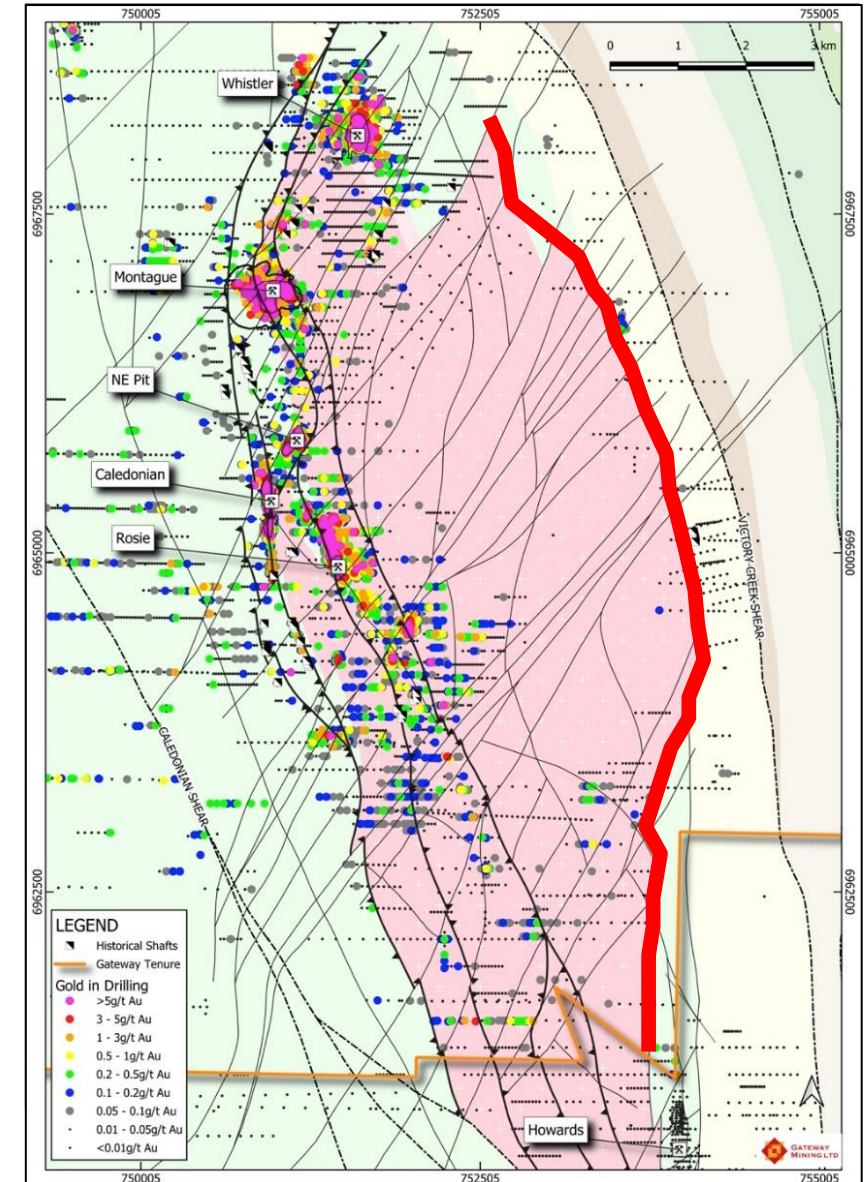 750005
752505
755005
0 1 2 3 km
Whistler
6997500
6967500
Montague
NE Pit
Caledonian
Rosie
6965000
6965000
VICTORY CREEK SHEAR
CALEDONIAN SHEAR
6962500
6962500
LEGEND
Historical Shafts
Gateway Tenure
Gold in Drilling
>5g/t Au
3 - 5g/t Au
1 - 3g/t Au
0.5 - 1g/t Au
0.2 - 0.5g/t Au
0.1 - 0.2g/t Au
0.05 - 0.1g/t Au
0.01 - 0.05g/t Au
<0.01g/t Au
Howards
GATEWAY
MINING LTD
750005
752505
755005